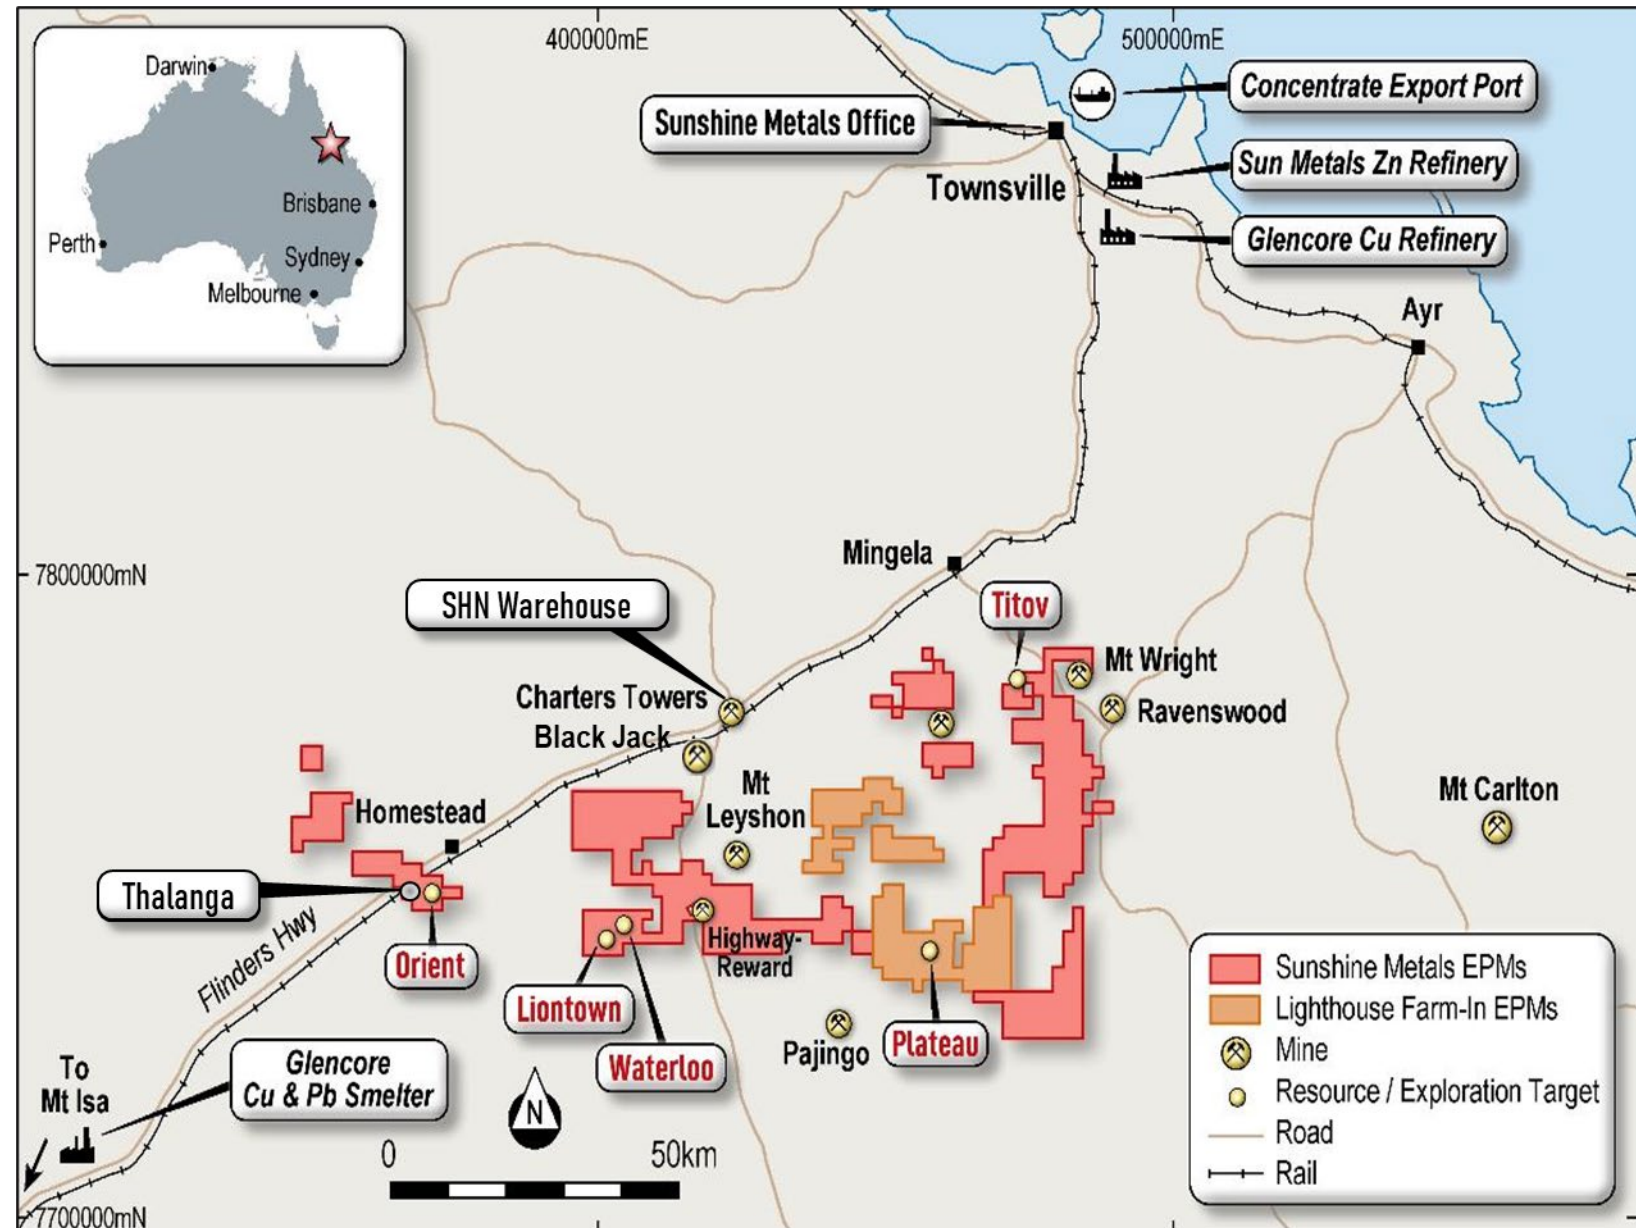 400000mE
500000mE
Darwin
Brisbane
Perth
Sydney
Melbourne
Concentrate Export Port
Sunshine Metals Office
Sun Metals Zn Refinery
Townsville
Glencore Cu Refinery
Ayr
Mingela
7800000mN
SHN Warehouse
Titov
Mt Wright
Charters Towers
Ravenswood
Black Jack
Mt
Leyshon
Mt Carlton
Homestead
Thalanga
Flinders Hwy
Highway-
Reward
Orient
Liontown
Waterloo
Pajingo
Plateau
To
Mt Isa
Glencore
Cu & Pb Smelter
N
0
50km
7700000mN
Sunshine Metals EPMs
Lighthouse Farm-In EPMs
Mine
Resource / Exploration Target
Road
Rail